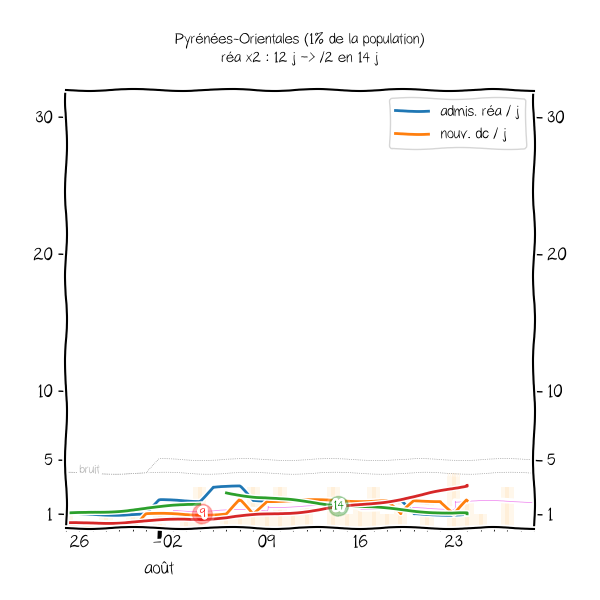 Pyrénées-Orientales (1% de la population)
réa x2 : 12 j -> /2 en 14 j
admis. réa / j
nouv. dc / j
30
30
20
20
10
10
5
5
bruit
1
1
9
14
26
02
09
16
23
août